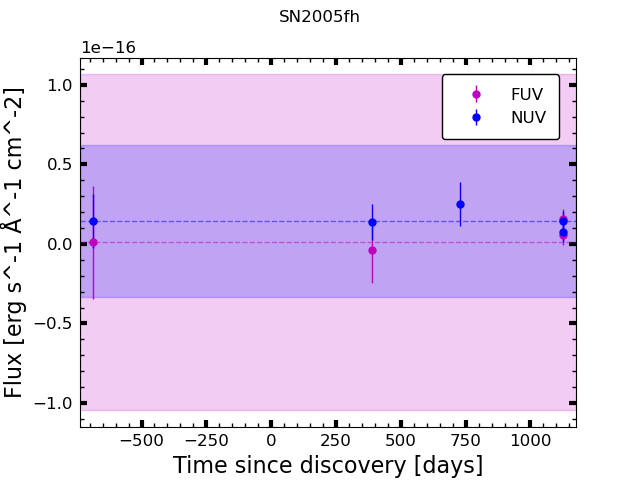 SN2005fh
1e−16
FUV
NUV
1.0
0.5
0.0
−0.5
−1.0
Flux [erg s^-1 Å^-1 cm^-2]
−500
−250
0
250
500
750
1000
Time since discovery [days]